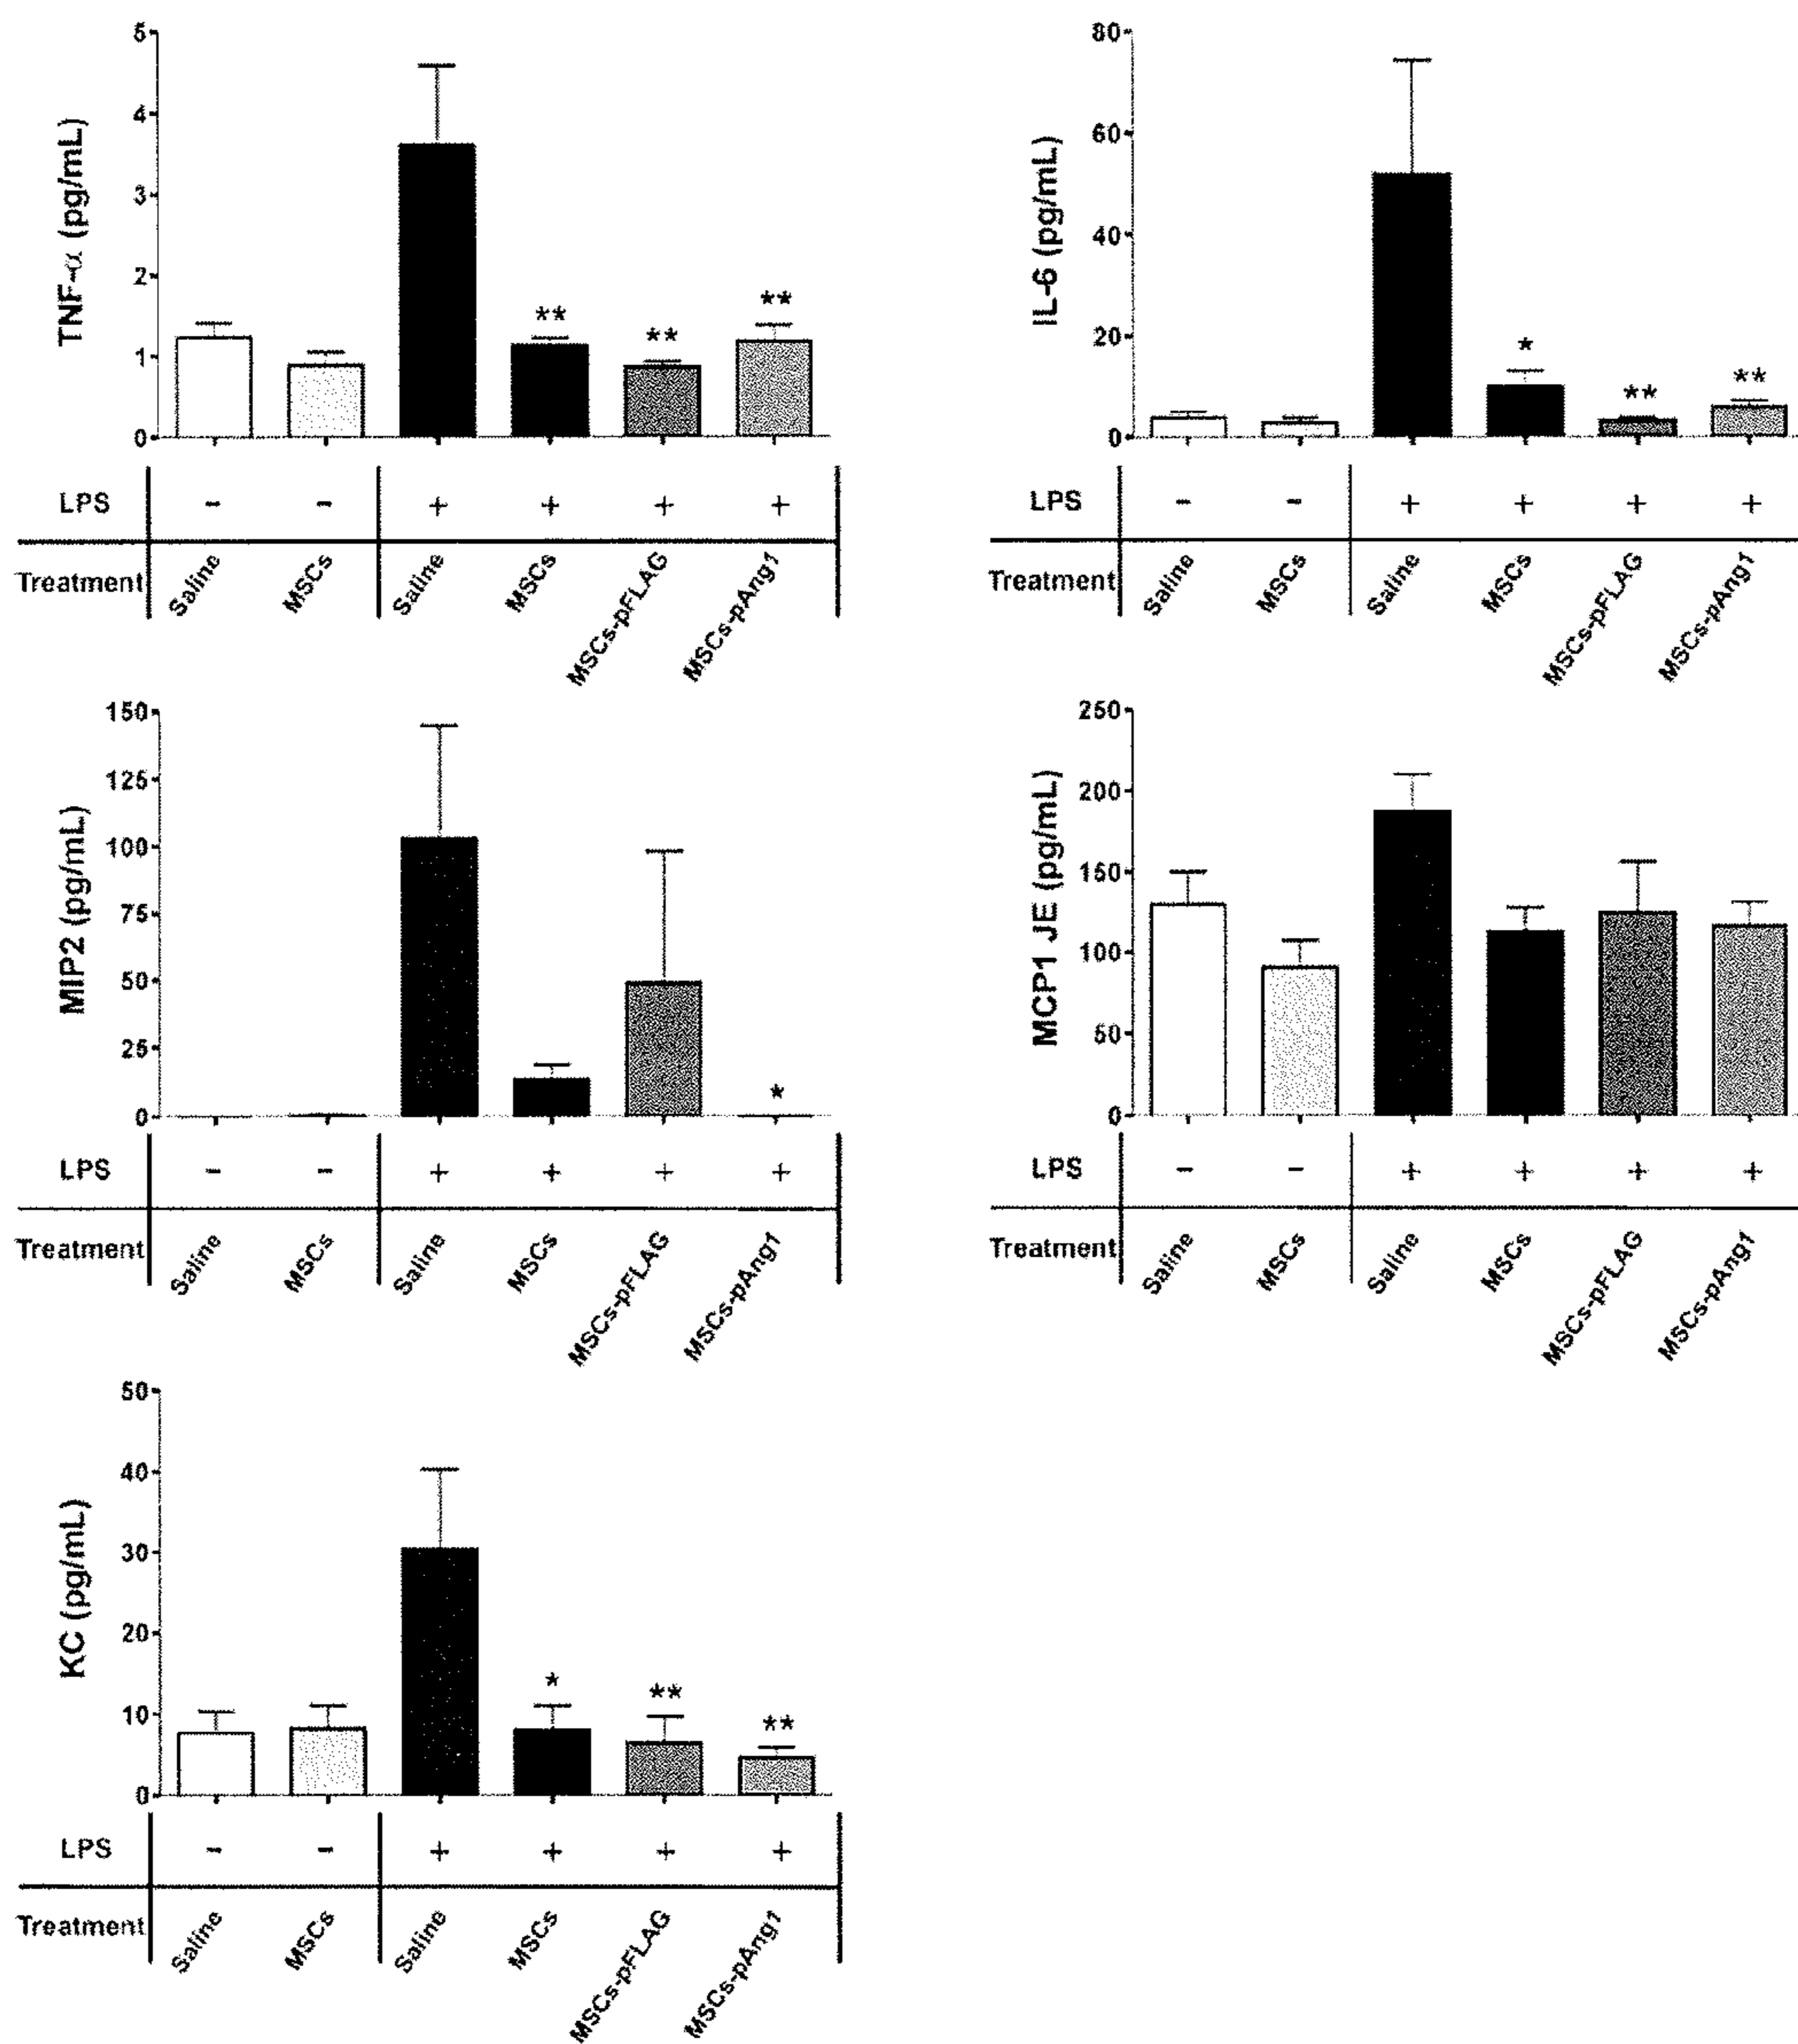 TNF-α (pg/mL)
5
4
3
2
1
0
** ** **
LPS - - + + + +
Treatment Saline MSCs Saline MSCs MSCs-pFLAG MSCs-pAng1
IL-6 (pg/mL)
80
60
40
20
0
* ** **
LPS - - + + + +
Treatment Saline MSCs Saline MSCs MSCs-pFLAG MSCs-pAng1
MIP2 (pg/mL)
150
125
100
75
50
25
0
*
LPS - - + + + +
Treatment Saline MSCs Saline MSCs MSCs-pFLAG MSCs-pAng1
MCP1 JE (pg/mL)
250
200
150
100
50
0
LPS - - + + + +
Treatment Saline MSCs Saline MSCs MSCs-pFLAG MSCs-pAng1
KC (pg/mL)
50
40
30
20
10
0
* ** **
LPS - - + + + +
Treatment Saline MSCs Saline MSCs MSCs-pFLAG MSCs-pAng1